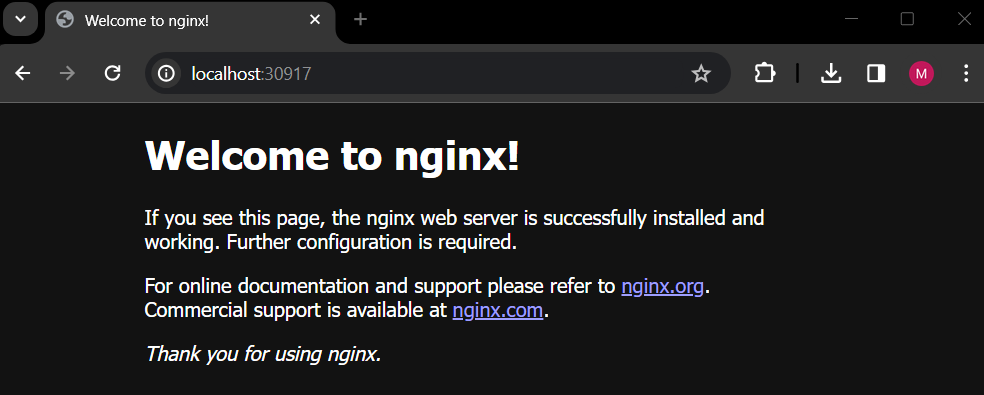 Welcome to nginx!
localhost:30917
M
Welcome to nginx!
If you see this page, the nginx web server is successfully installed and
working. Further configuration is required.
For online documentation and support please refer to nginx.org.
Commercial support is available at nginx.com.
Thank you for using nginx.